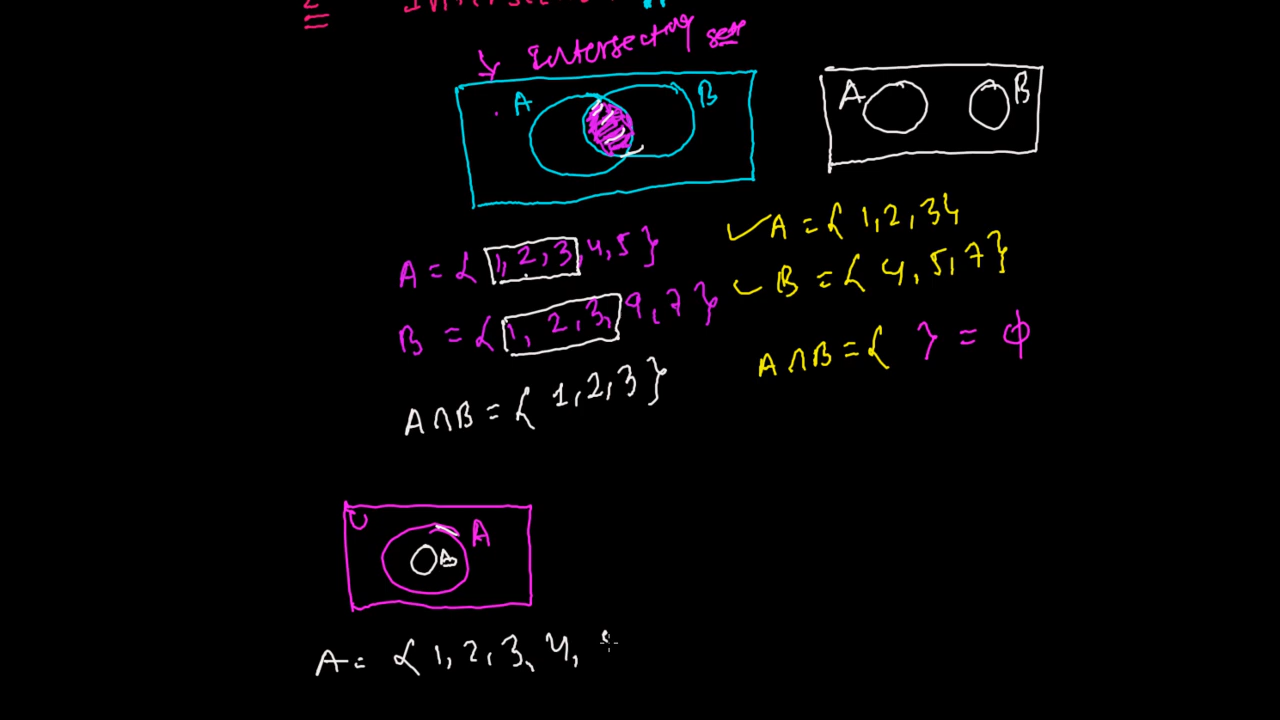 2
Intersecting set
A B
A B
A = { 1, 2, 3, 4, 5 }
B = { 1, 2, 3, 9, 7 }
A ∩ B = { 1, 2, 3 }
A = { 1, 2, 3 }
B = { 4, 5, 7 }
A ∩ B = { } = ϕ
U A
B
A = { 1, 2, 3, 4,